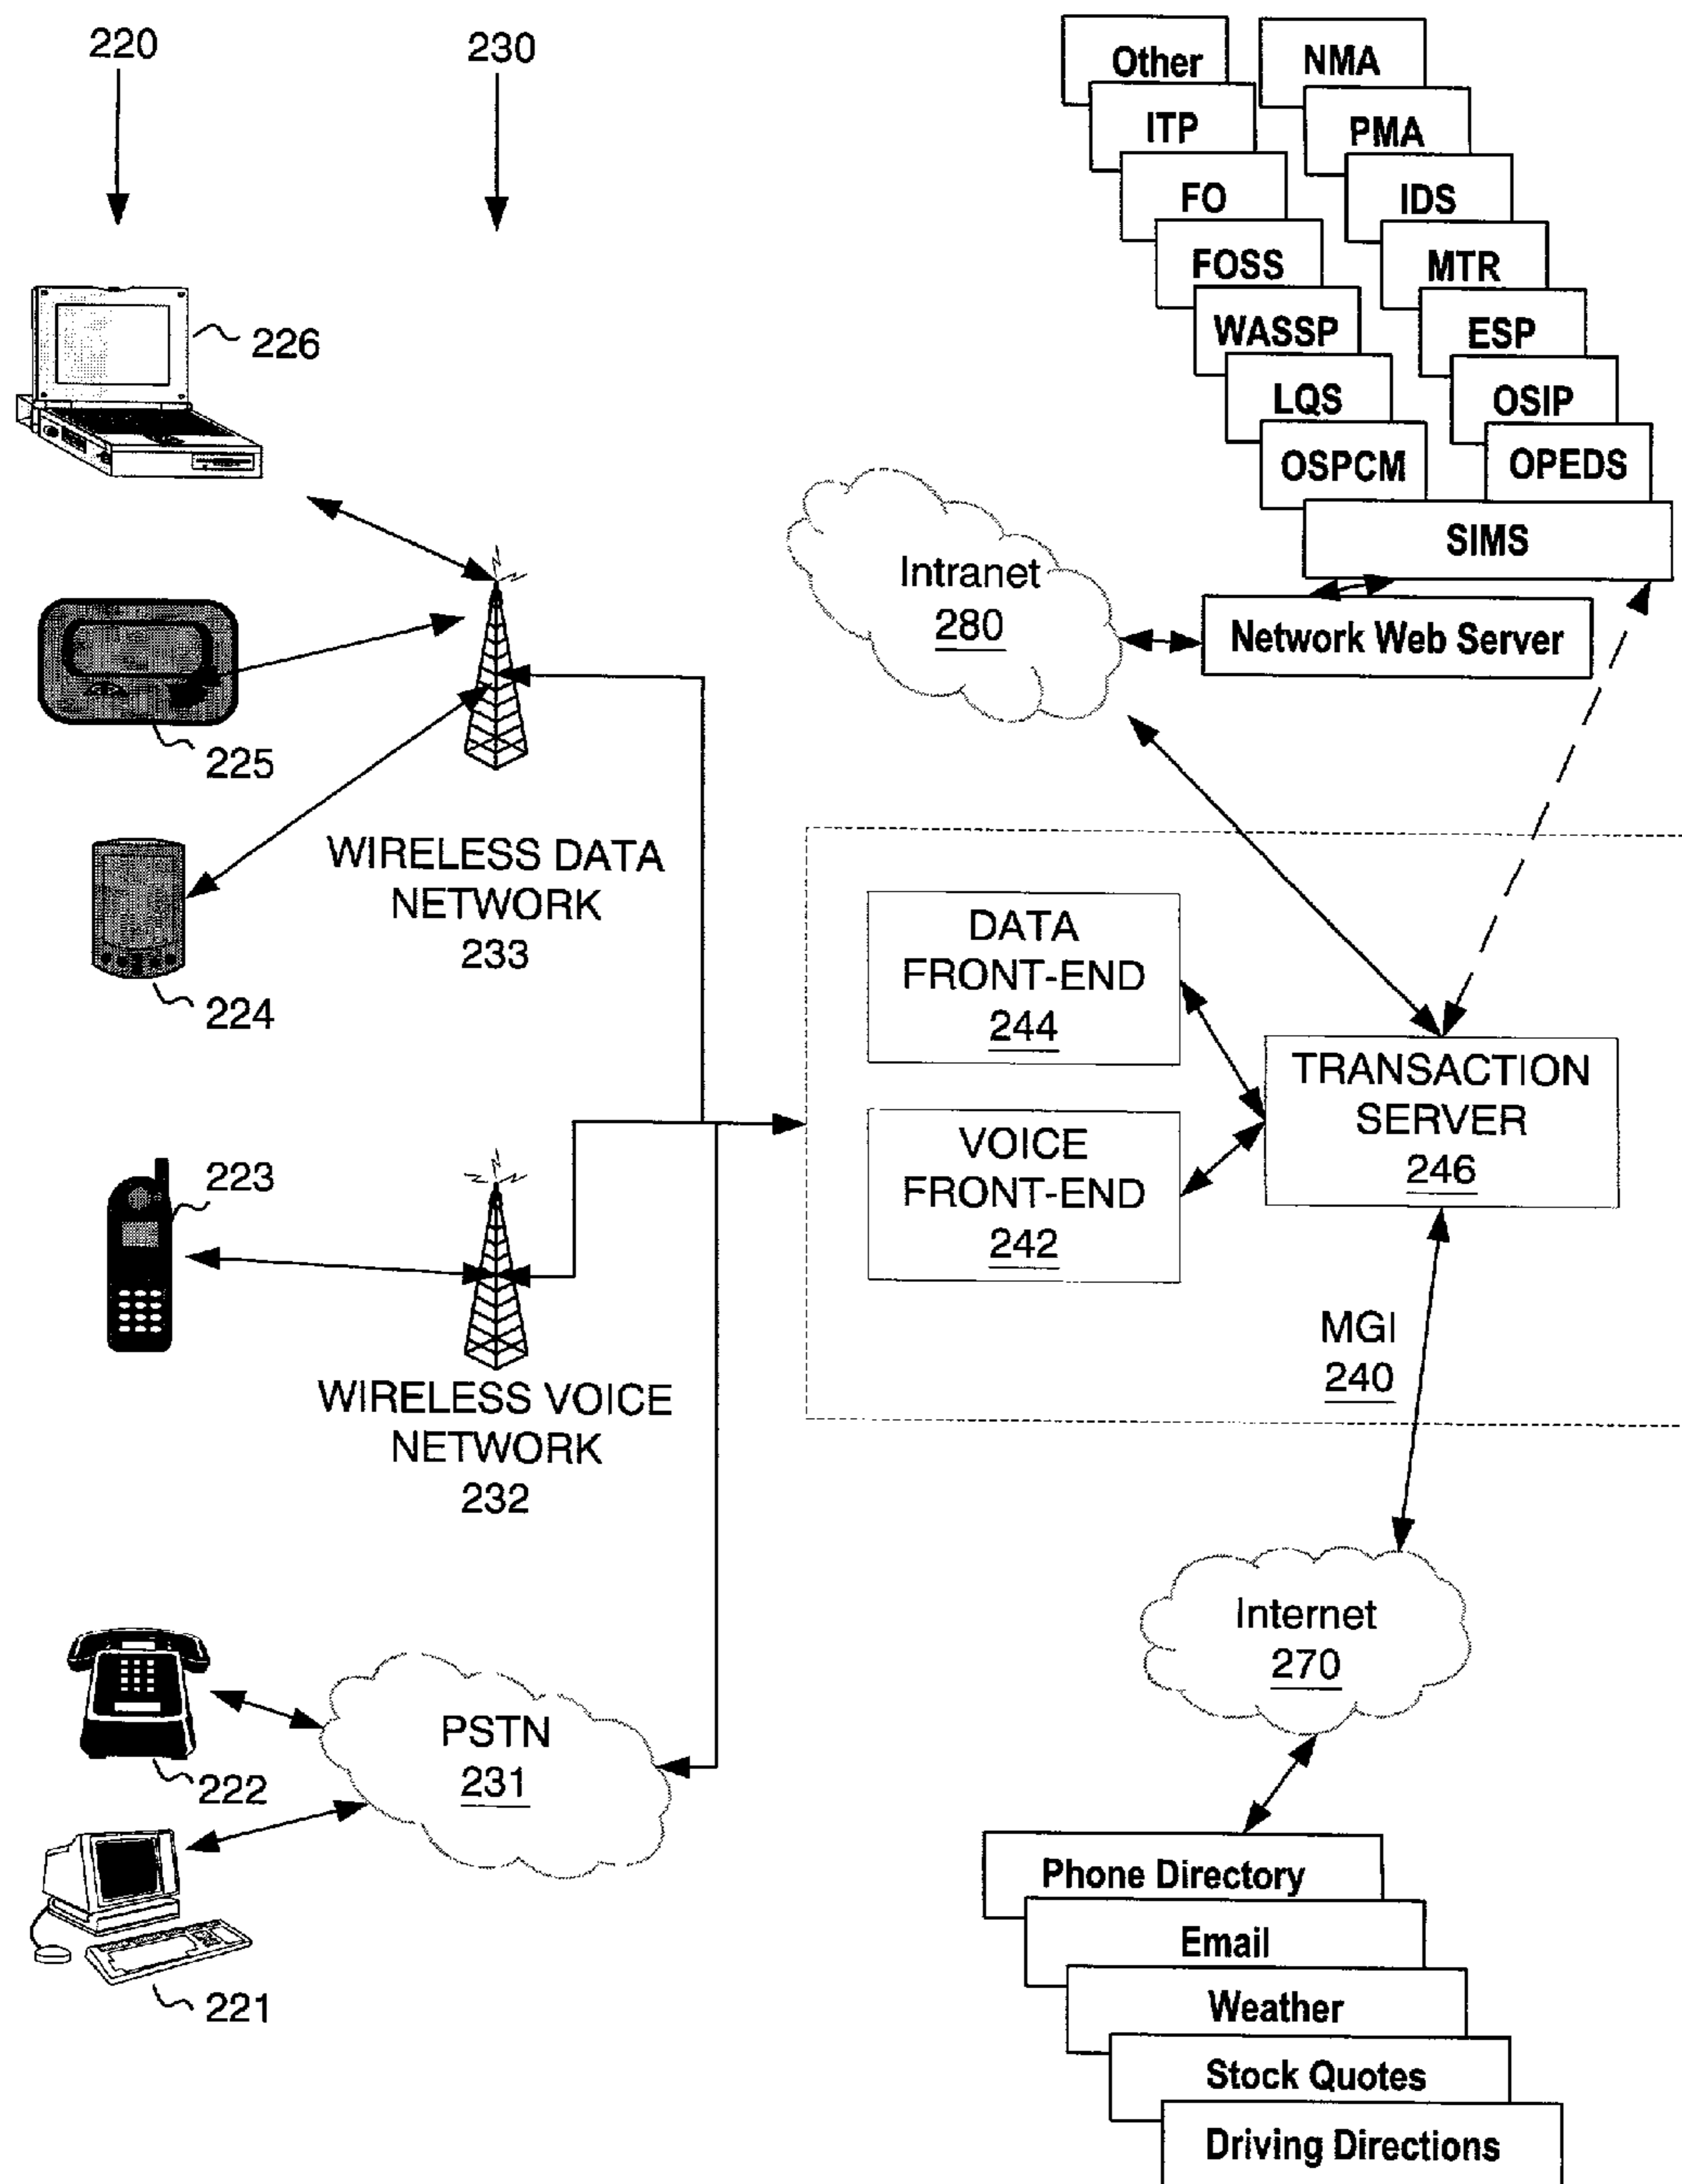 220
230
226
225
224
WIRELESS DATA
NETWORK
233
223
WIRELESS VOICE
NETWORK
232
222
221
PSTN
231
Other
ITP
FO
FOSS
WASSP
LQS
OSPCM
NMA
PMA
IDS
MTR
ESP
OSIP
OPEDS
SIMS
Network Web Server
Intranet
280
DATA
FRONT-END
244
VOICE
FRONT-END
242
TRANSACTION
SERVER
246
MGI
240
Internet
270
Phone Directory
Email
Weather
Stock Quotes
Driving Directions